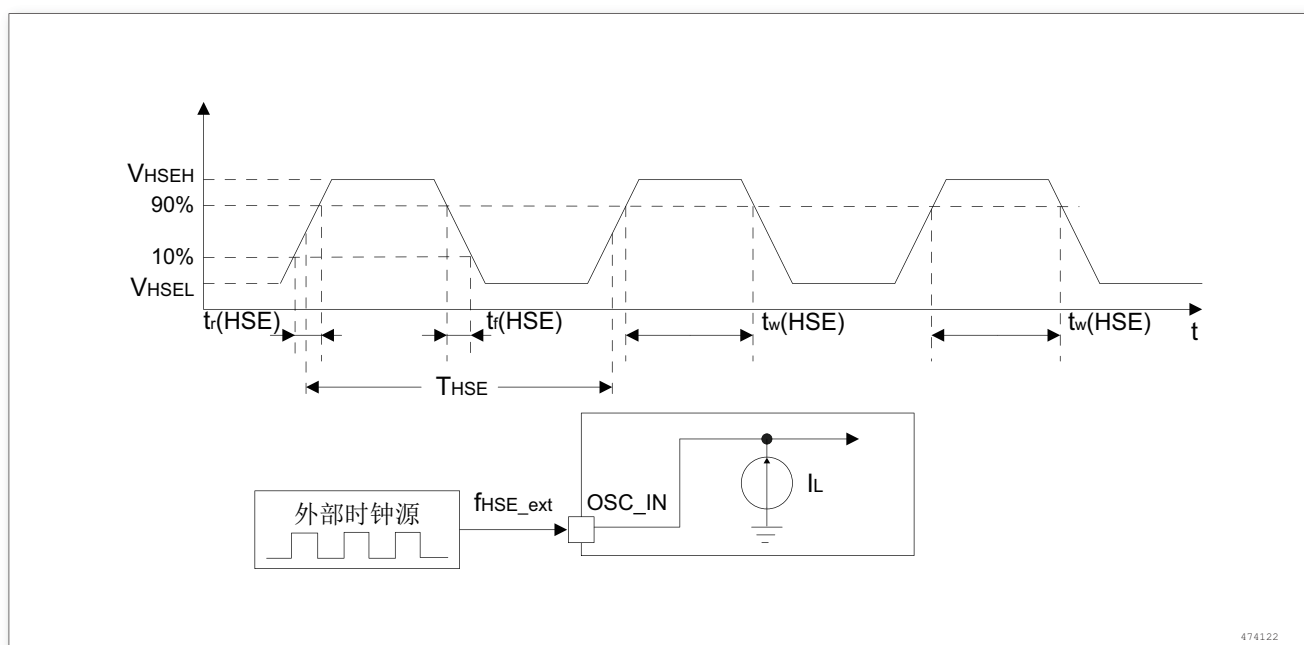 VHSEH
90%
10%
VHSEL
tr(HSE)
tf(HSE)
tw(HSE)
tw(HSE)
t
THSE
fHSE_ext
OSC_IN
IL
外部时钟源
474122